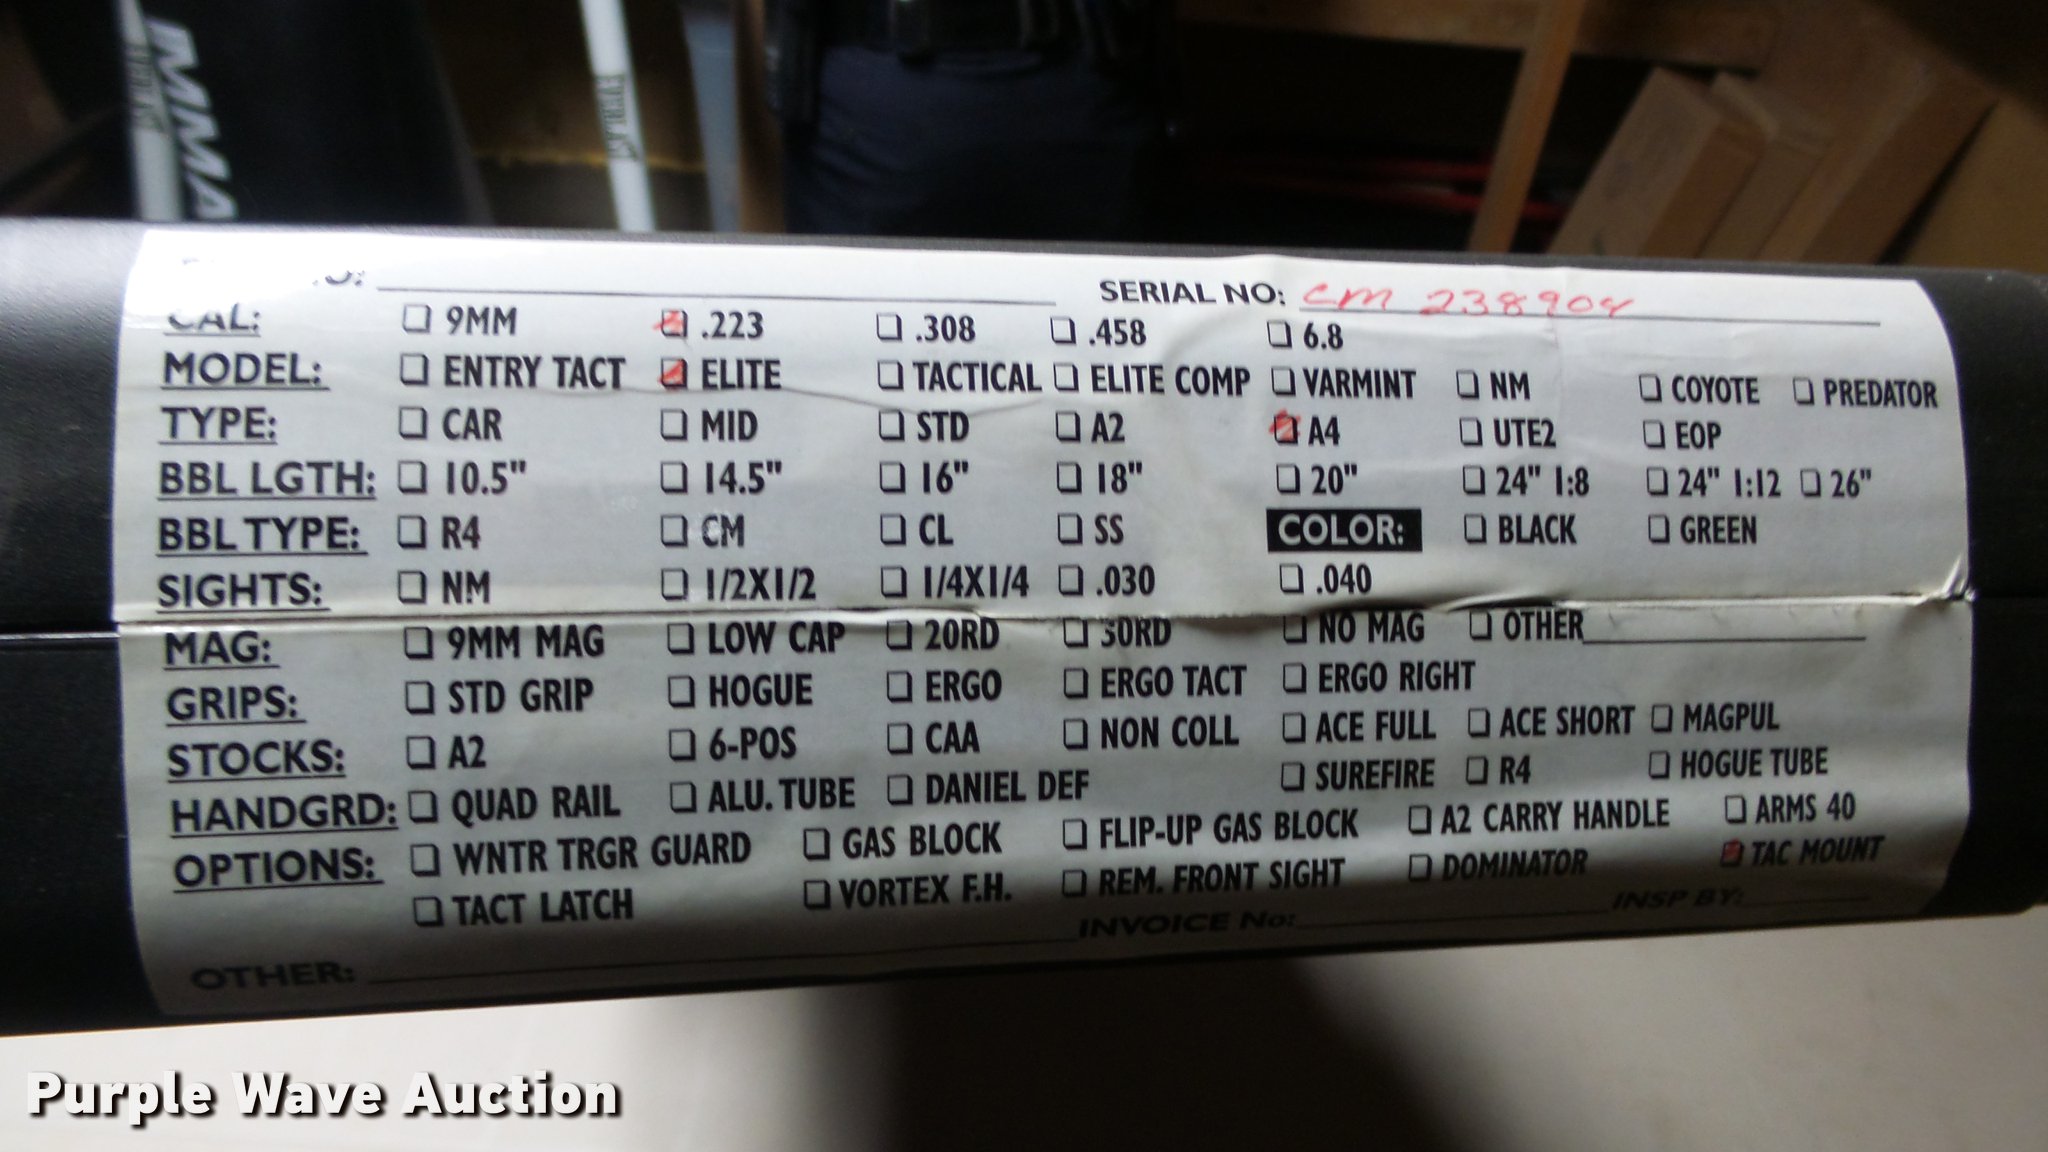 MMA
EVERLAST
SERIAL NO: CM 238904
CAL: ☐ 9MM ☒ .223 ☐ .308 ☐ .458 ☐ 6.8
MODEL: ☐ ENTRY TACT ☒ ELITE ☐ TACTICAL ☐ ELITE COMP ☐ VARMINT ☐ NM ☐ COYOTE ☐ PREDATOR
TYPE: ☐ CAR ☐ MID ☐ STD ☐ A2 ☒ A4 ☐ UTE2 ☐ EOP
BBL LGTH: ☐ 10.5" ☐ 14.5" ☐ 16" ☐ 18" ☐ 20" ☐ 24" 1:8 ☐ 24" 1:12 ☐ 26"
BBL TYPE: ☐ R4 ☐ CM ☐ CL ☐ SS COLOR: ☐ BLACK ☐ GREEN
SIGHTS: ☐ NM ☐ 1/2X1/2 ☐ 1/4X1/4 ☐ .030 ☐ .040
MAG: ☐ 9MM MAG ☐ LOW CAP ☐ 20RD ☐ 30RD ☐ NO MAG ☐ OTHER
GRIPS: ☐ STD GRIP ☐ HOGUE ☐ ERGO ☐ ERGO TACT ☐ ERGO RIGHT
STOCKS: ☐ A2 ☐ 6-POS ☐ CAA ☐ NON COLL ☐ ACE FULL ☐ ACE SHORT ☐ MAGPUL
HANDGRD: ☐ QUAD RAIL ☐ ALU. TUBE ☐ DANIEL DEF ☐ SUREFIRE ☐ R4 ☐ HOGUE TUBE
OPTIONS: ☐ WNTR TRGR GUARD ☐ GAS BLOCK ☐ FLIP-UP GAS BLOCK ☐ A2 CARRY HANDLE ☐ ARMS 40
☐ TACT LATCH ☐ VORTEX F.H. ☐ REM. FRONT SIGHT ☐ DOMINATOR ☒ TAC MOUNT
OTHER: INVOICE No: INSP BY:
Purple Wave Auction